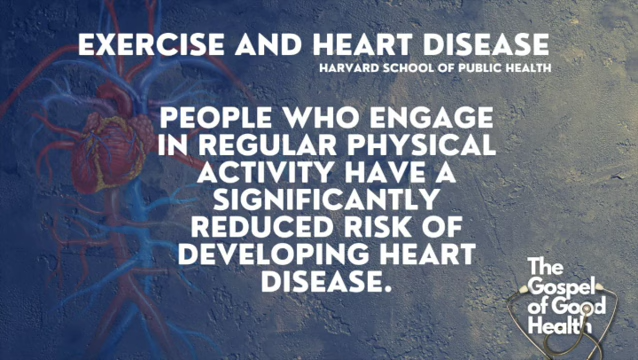 EXERCISE AND HEART DISEASE
HARVARD SCHOOL OF PUBLIC HEALTH
PEOPLE WHO ENGAGE
IN REGULAR PHYSICAL
ACTIVITY HAVE A
SIGNIFICANTLY
REDUCED RISK OF
DEVELOPING HEART
DISEASE.
The
Gospel
of Good
Health